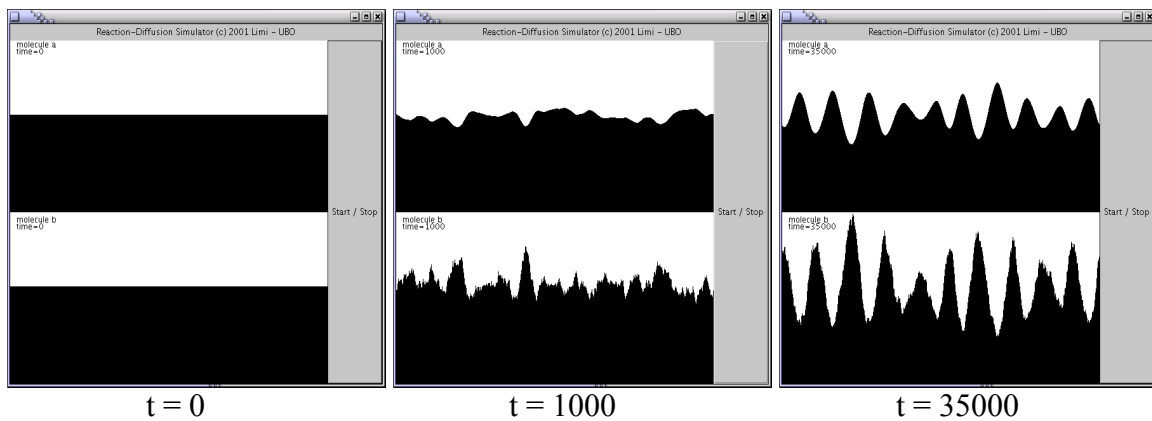 Reaction-Diffusion Simulator (c) 2001 Limi - UBO
molecule a
time=0
molecule b
time=0
Start / Stop
t = 0
Reaction-Diffusion Simulator (c) 2001 Limi - UBO
molecule a
time=1000
molecule b
time=1000
Start / Stop
t = 1000
Reaction-Diffusion Simulator (c) 2001 Limi - UBO
molecule a
time=35000
molecule b
time=35000
Start / Stop
t = 35000